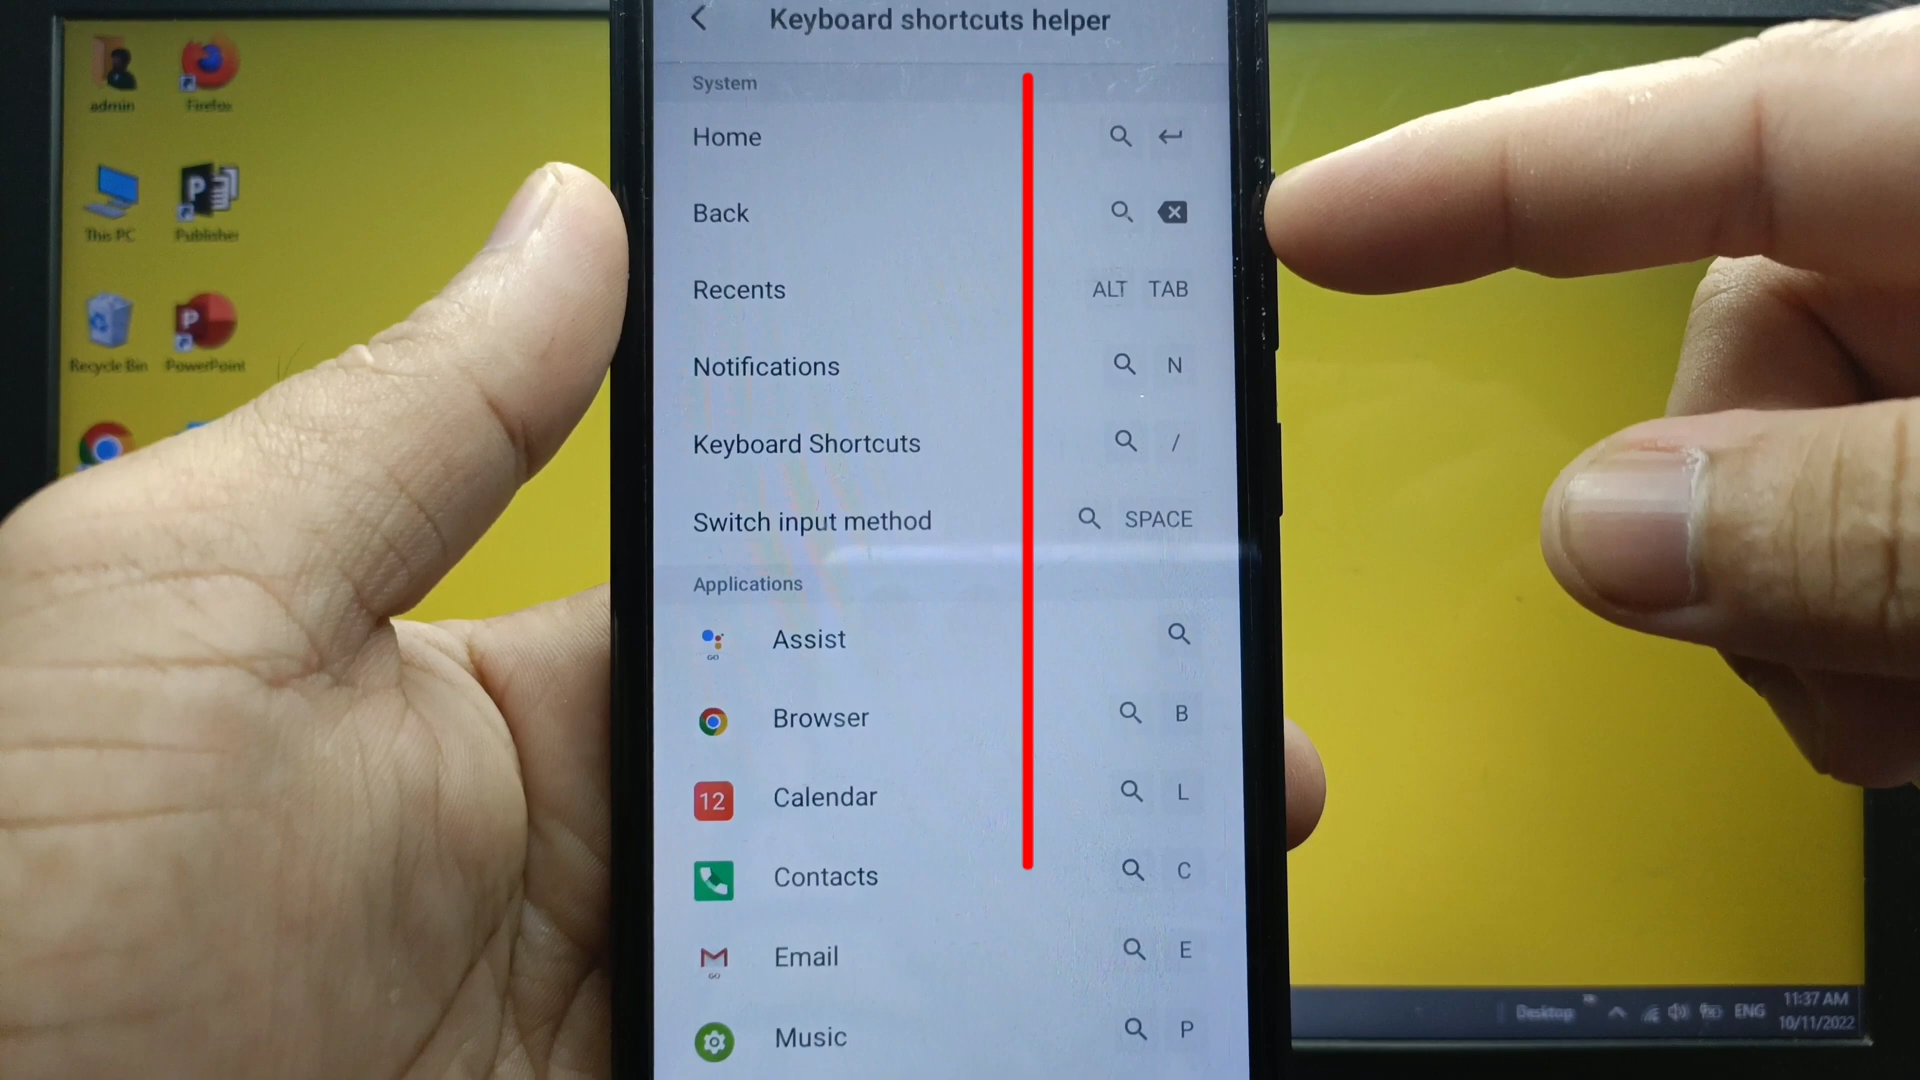 Keyboard shortcuts helper
System
Home
Back
Recents ALT TAB
Notifications N
Keyboard Shortcuts /
Switch input method SPACE
Applications
GO Assist
Browser B
12 Calendar L
Contacts C
GO Email E
Music P
admin Firefox
This PC Publisher
Recycle Bin PowerPoint
Desktop ENG 11:37 AM
10/11/2022